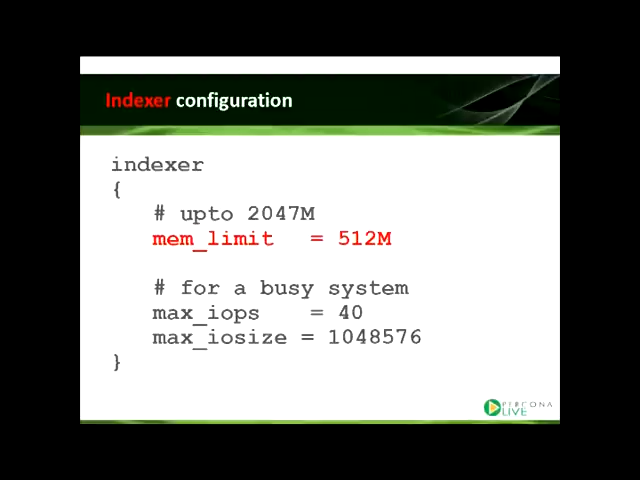 Indexer configuration
indexer
{
# upto 2047M
mem_limit = 512M
# for a busy system
max_iops = 40
max_iosize = 1048576
}
PERCONA
LIVE